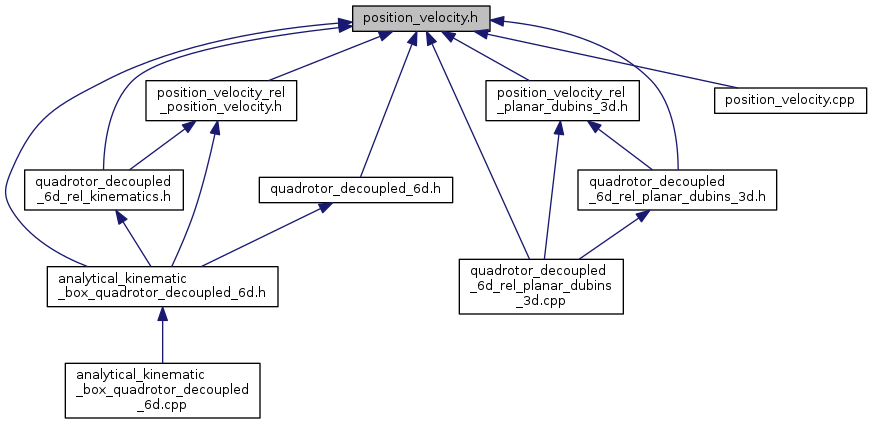 position_velocity.h
position_velocity_rel
_position_velocity.h
position_velocity_rel
_planar_dubins_3d.h
position_velocity.cpp
quadrotor_decoupled
_6d_rel_kinematics.h
quadrotor_decoupled_6d.h
quadrotor_decoupled
_6d_rel_planar_dubins_3d.h
analytical_kinematic
_box_quadrotor_decoupled_6d.h
quadrotor_decoupled
_6d_rel_planar_dubins
_3d.cpp
analytical_kinematic
_box_quadrotor_decoupled
_6d.cpp